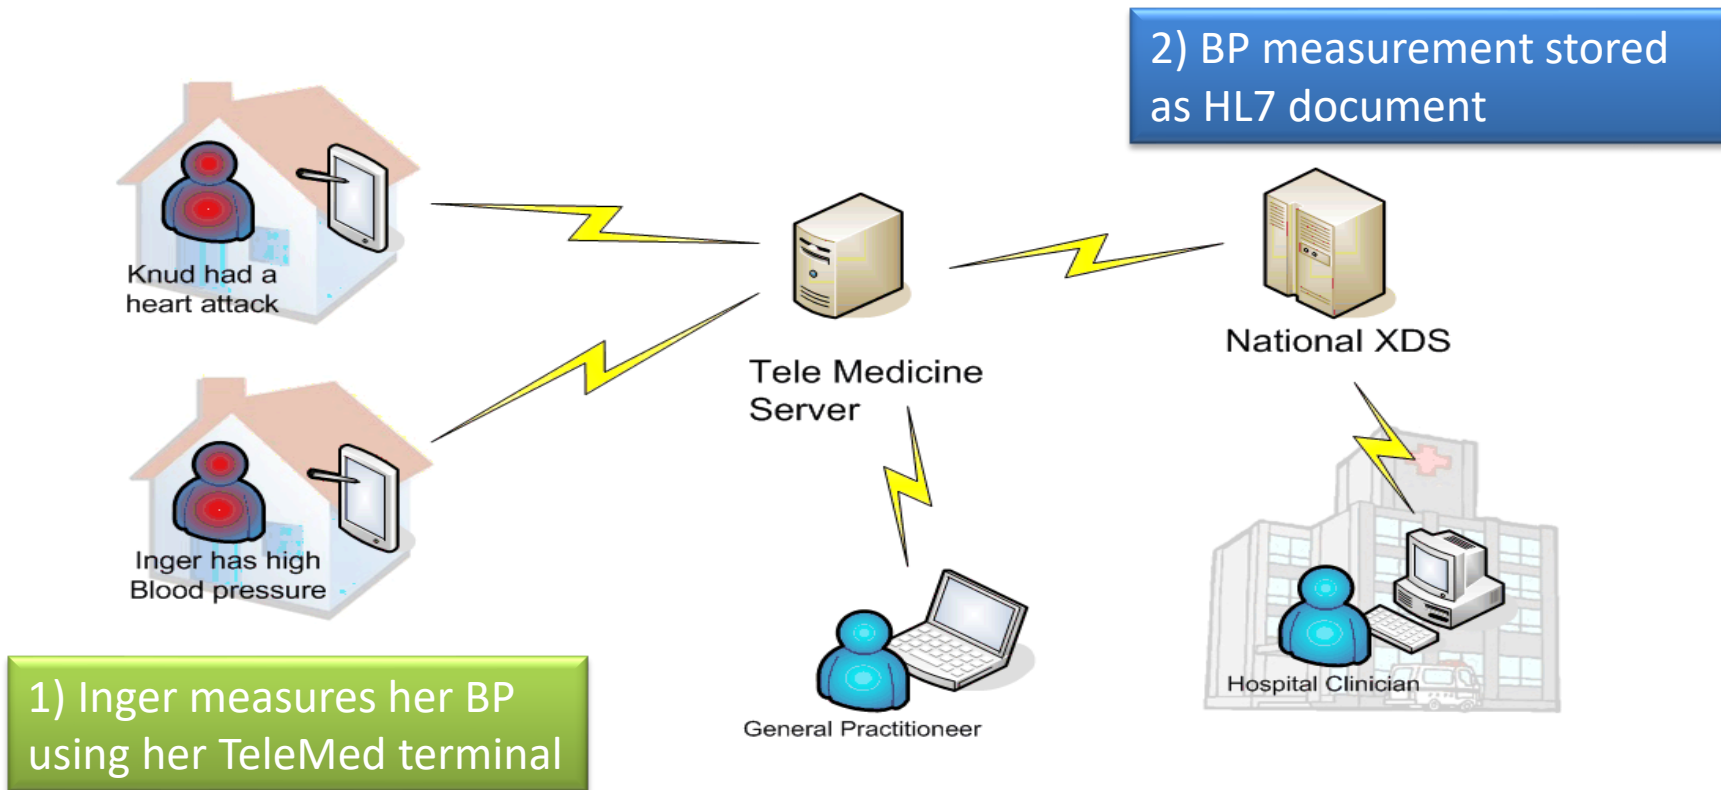 2) BP measurement stored
as HL7 document
Knud had a
heart attack
National XDS
Tele Medicine
Server
Inger has high
Blood pressure
Hospital Clinician
General Practitioneer
1) Inger measures her BP
using her TeleMed terminal